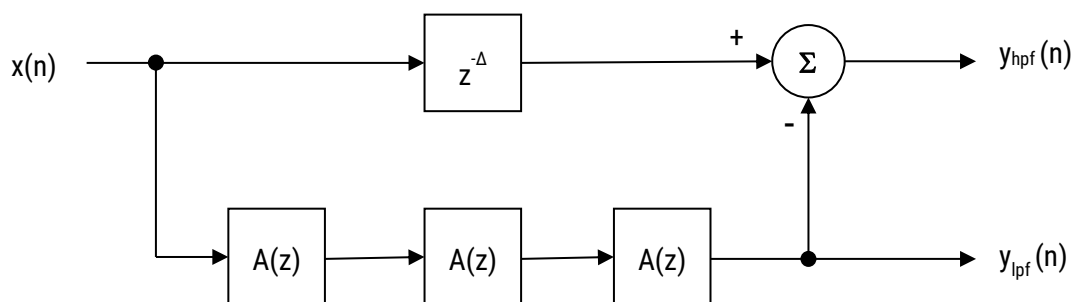 x(n)
z^-Δ
+
Σ
y_hpf(n)
-
A(z)
A(z)
A(z)
y_lpf(n)